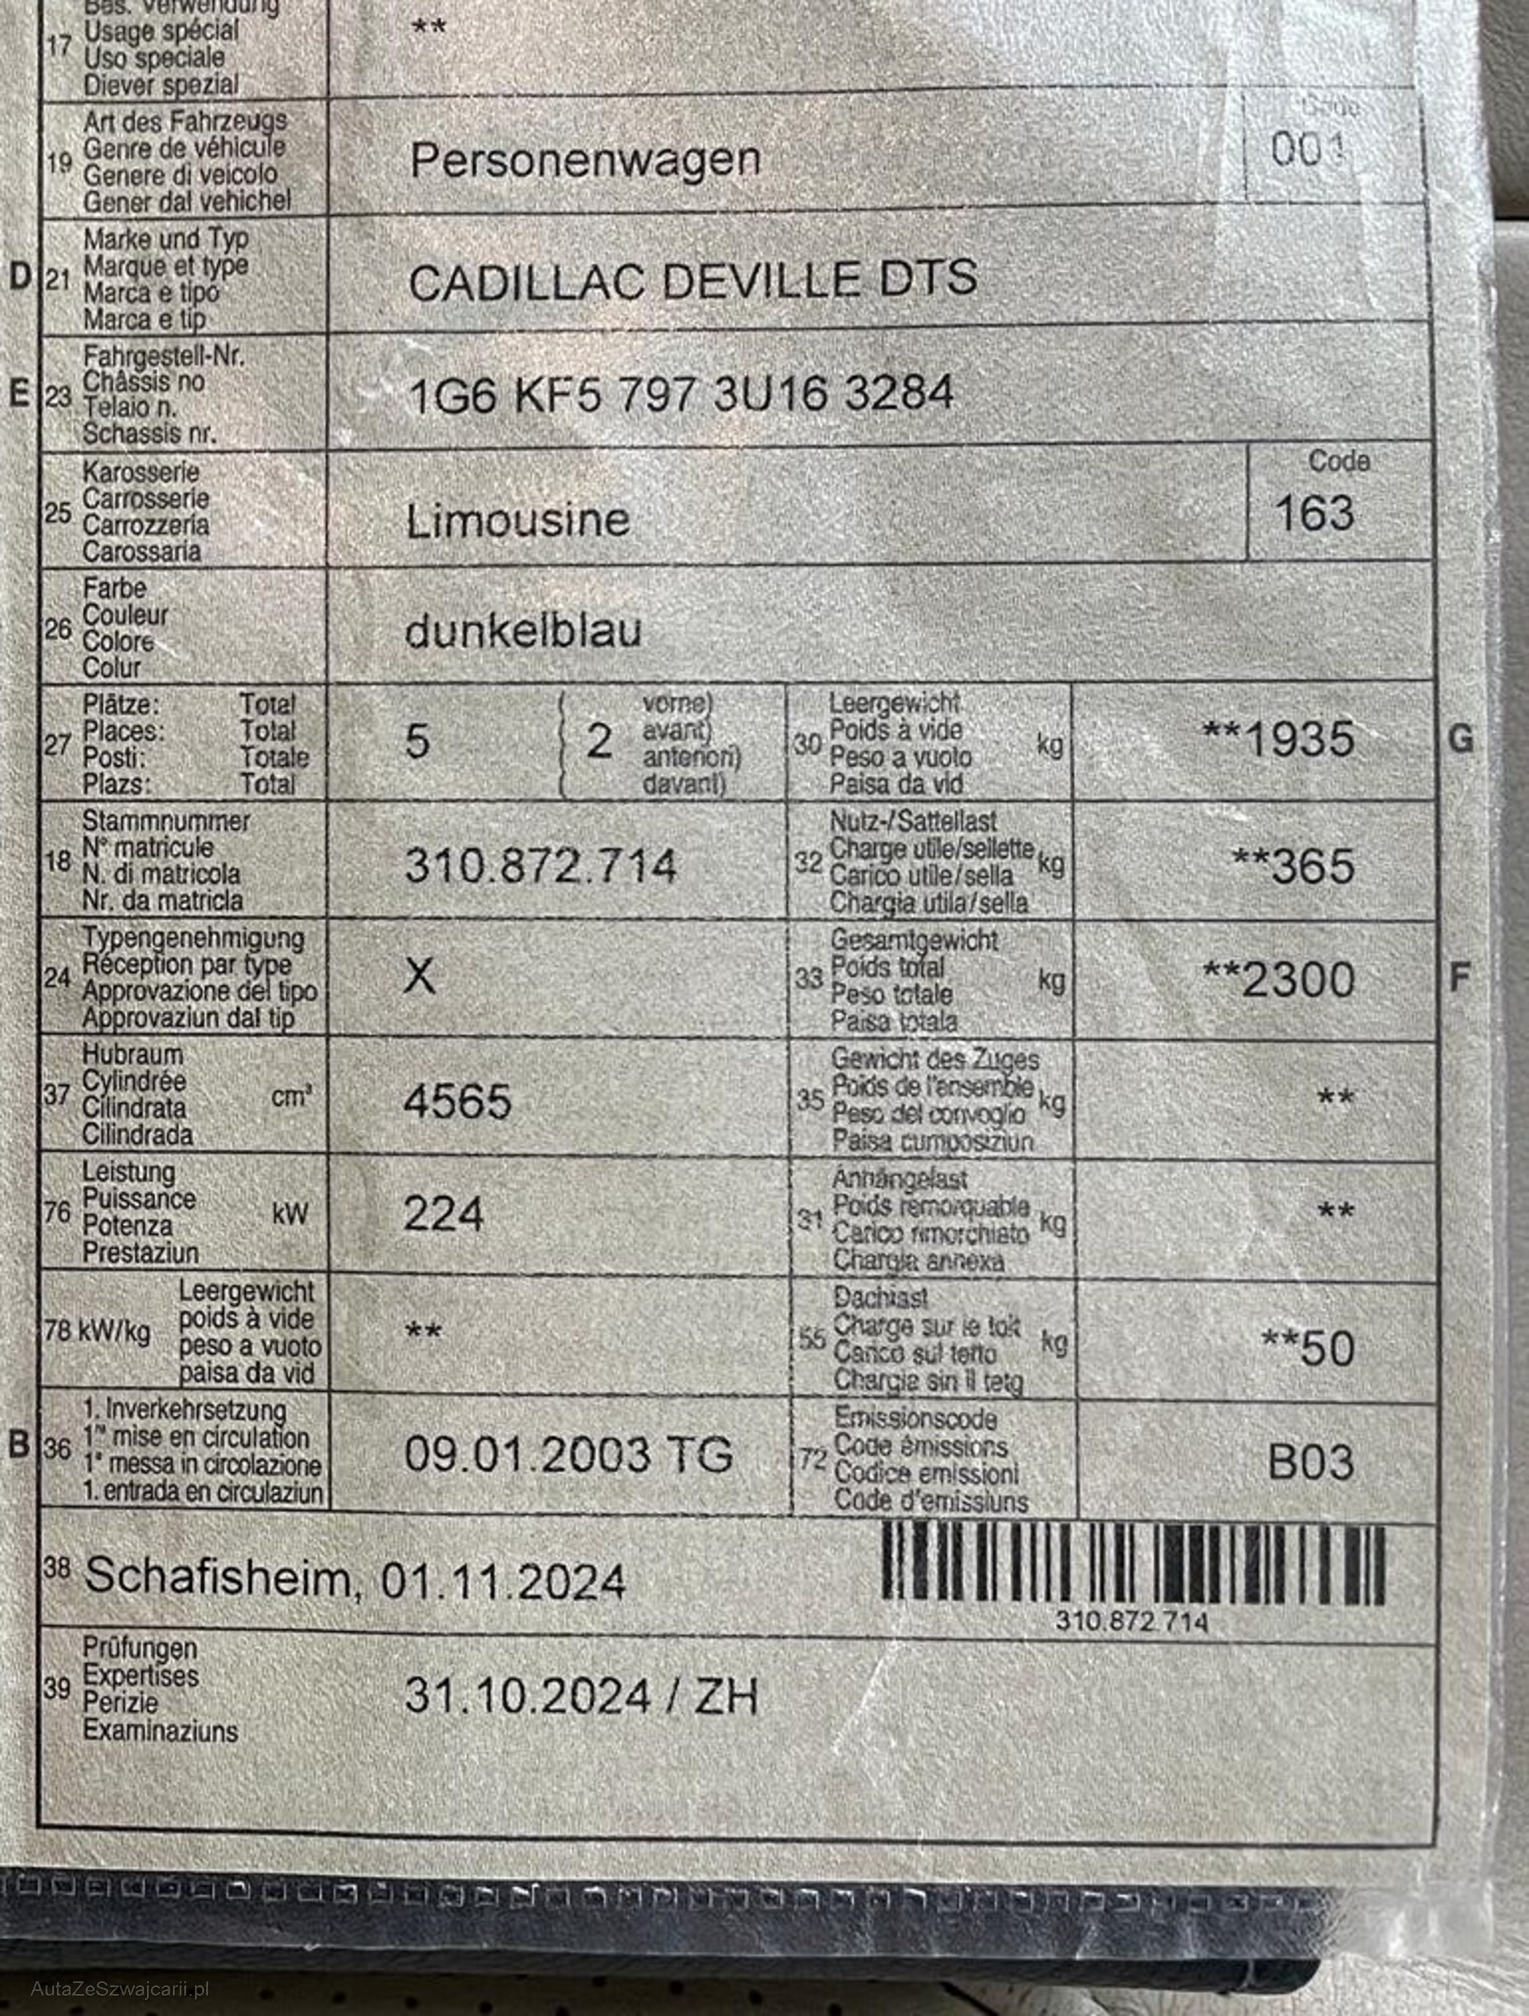 Bes. Verwendung
17 Usage spécial **
Uso speciale
Diever spezial
Art des Fahrzeugs Code
19 Genre de véhicule Personenwagen 001
Genere di veicolo
Gener dal vehichel
Marke und Typ
D 21 Marque et type CADILLAC DEVILLE DTS
Marca e tipo
Marca e tip
Fahrgestell-Nr.
E 23 Châssis no 1G6 KF5 797 3U16 3284
Telaio n.
Schassis nr.
Karosserie Code
25 Carrosserie Limousine 163
Carrozzeria
Carossaria
Farbe
26 Couleur dunkelblau
Colore
Colur
Plätze: Total ( vorne) Leergewicht
27 Places: Total 5 ( 2 avant) 30 Poids à vide kg **1935 G
Posti: Totale ( anteriori) Peso a vuoto
Plazs: Total ( davant) Paisa da vid
Stammnummer Nutz-/Sattellast
18 N° matricule 310.872.714 32 Charge utile/sellette kg **365
N. di matricola Carico utile/sella
Nr. da matricla Chargia utila/sella
Typengenehmigung Gesamtgewicht
24 Réception par type X 33 Poids total kg **2300 F
Approvazione del tipo Peso totale
Approvaziun dal tip Paisa totala
Hubraum Gewicht des Zuges
37 Cylindrée cm³ 4565 35 Poids de l'ensemble kg **
Cilindrata Peso del convoglio
Cilindrada Paisa cumposiziun
Leistung Anhängelast
76 Puissance kW 224 31 Poids remorquable kg **
Potenza Carico rimorchiato
Prestaziun Chargia annexa
Leergewicht Dachlast
78 kW/kg poids à vide ** 55 Charge sur le toit kg **50
peso a vuoto Carico sul tetto
paisa da vid Chargia sin il tetg
1. Inverkehrsetzung Emissionscode
B 36 1re mise en circulation 09.01.2003 TG 72 Code émissions B03
1a messa in circolazione Codice emissioni
1. entrada en circulaziun Code d'emissiuns
38 Schafisheim, 01.11.2024
310.872.714
Prüfungen
39 Expertises 31.10.2024 / ZH
Perizie
Examinaziuns
AutaZeSzwajcarii.pl